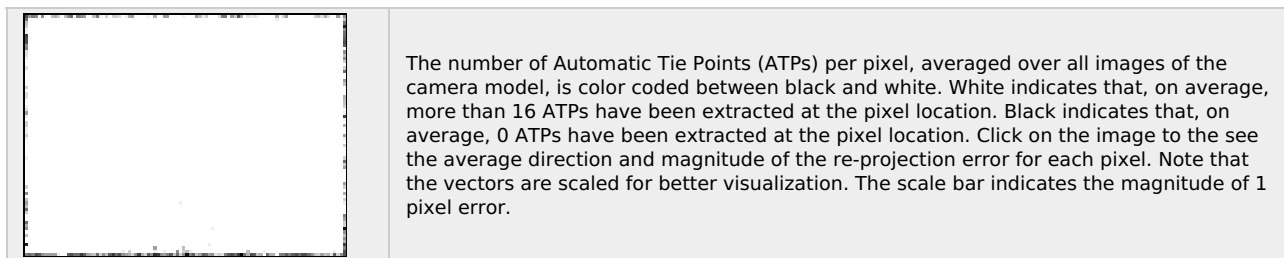 The number of Automatic Tie Points (ATPs) per pixel, averaged over all images of the
camera model, is color coded between black and white. White indicates that, on average,
more than 16 ATPs have been extracted at the pixel location. Black indicates that, on
average, 0 ATPs have been extracted at the pixel location. Click on the image to the see
the average direction and magnitude of the re-projection error for each pixel. Note that
the vectors are scaled for better visualization. The scale bar indicates the magnitude of 1
pixel error.